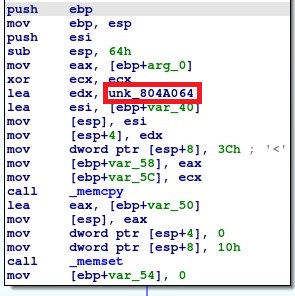 push ebp
mov ebp, esp
push esi
sub esp, 64h
mov eax, [ebp+arg_0]
xor ecx, ecx
lea edx, unk_804A064
lea esi, [ebp+var_40]
mov [esp], esi
mov [esp+4], edx
mov dword ptr [esp+8], 3Ch ; '<'
mov [ebp+var_58], eax
mov [ebp+var_5C], ecx
call _memcpy
lea eax, [ebp+var_50]
mov [esp], eax
mov dword ptr [esp+4], 0
mov dword ptr [esp+8], 10h
call _memset
mov [ebp+var_54], 0